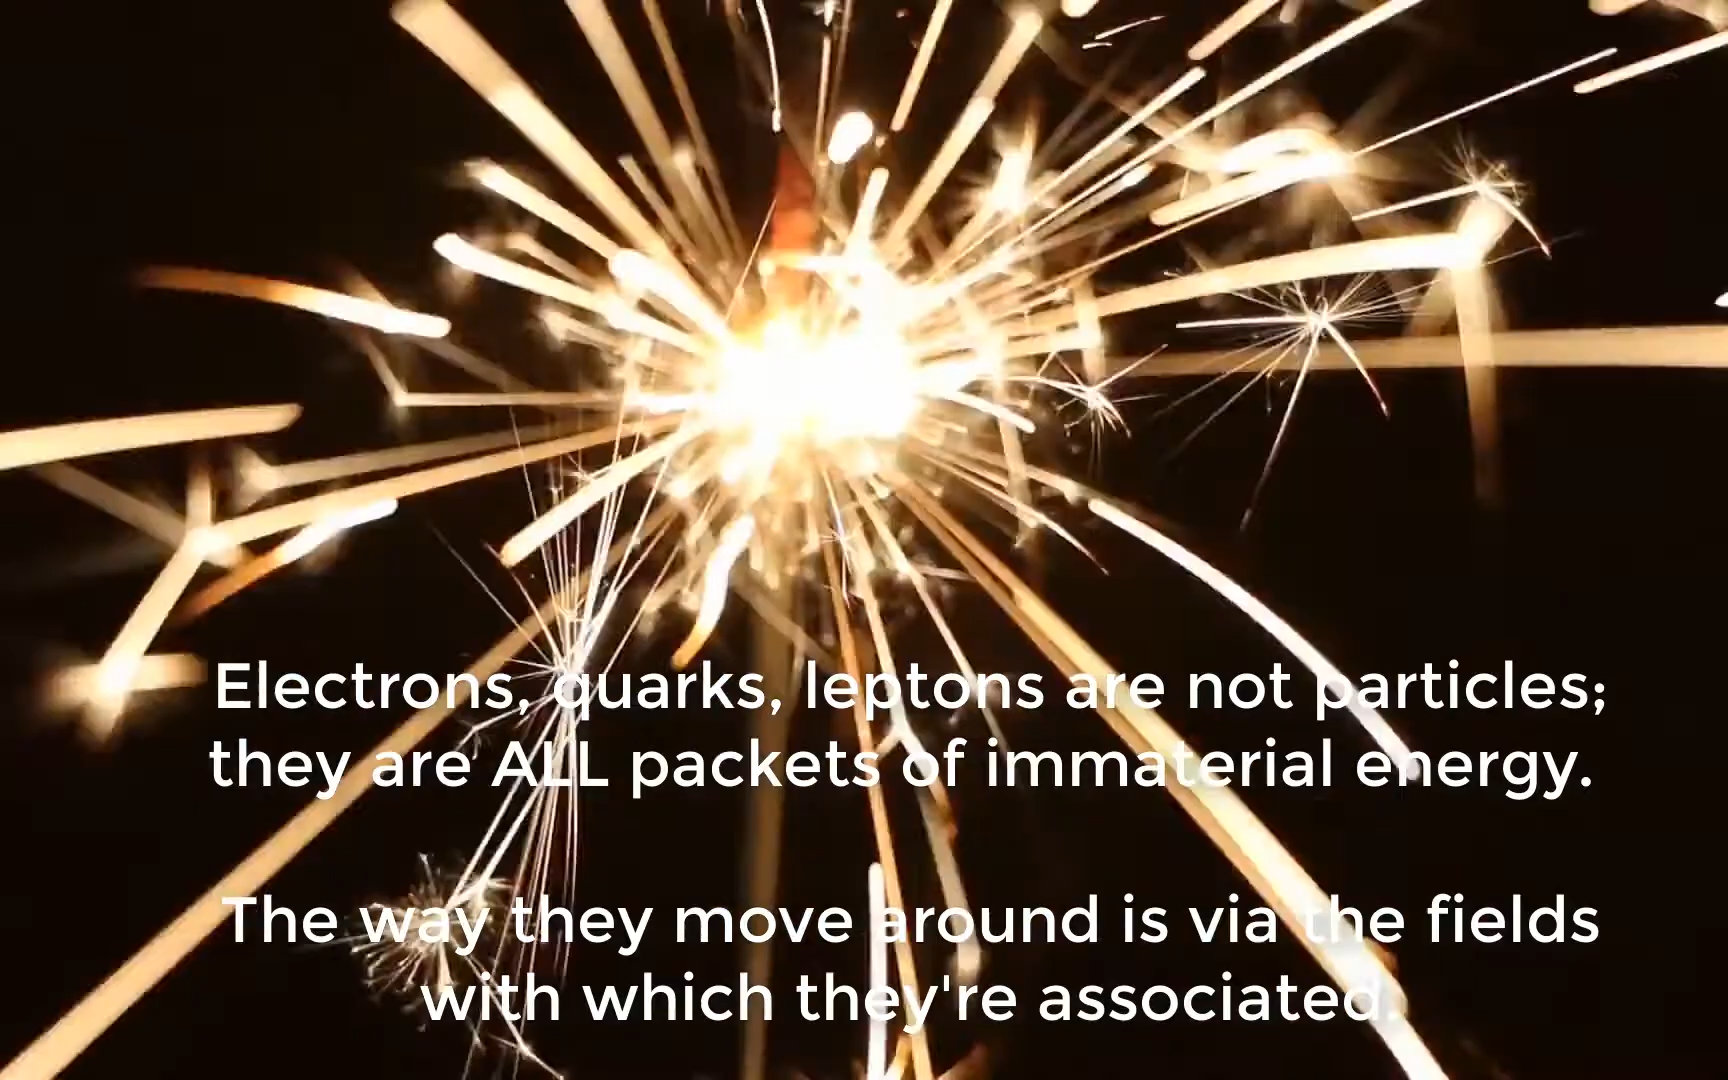 Electrons, quarks, leptons are not particles;
they are ALL packets of immaterial energy.
The way they move around is via the fields
with which they're associated.